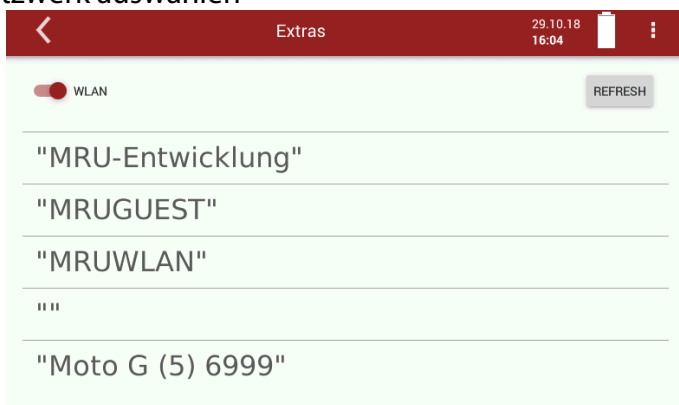 tzwerk auswählen
Extras
29.10.18
16:04
WLAN
REFRESH
"MRU-Entwicklung"
"MRUGUEST"
"MRUWLAN"
""
"Moto G (5) 6999"